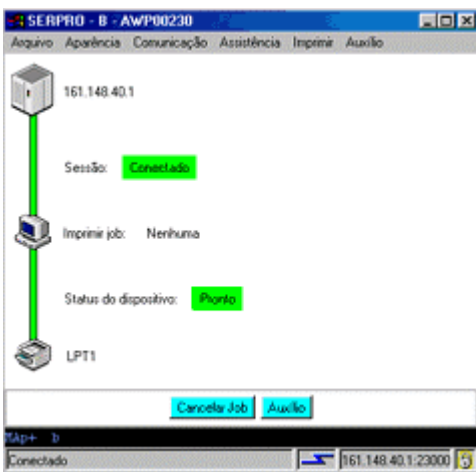 SERPRO - B - AWP00230
Arquivo Aparência Comunicação Assistência Imprimir Auxílio
161.148.40.1
Sessão: Conectado
Imprimir job: Nenhuma
Status do dispositivo: Pronto
LPT1
Cancelar Job Auxílio
MAp+ b
Conectado 161.148.40.1:23000